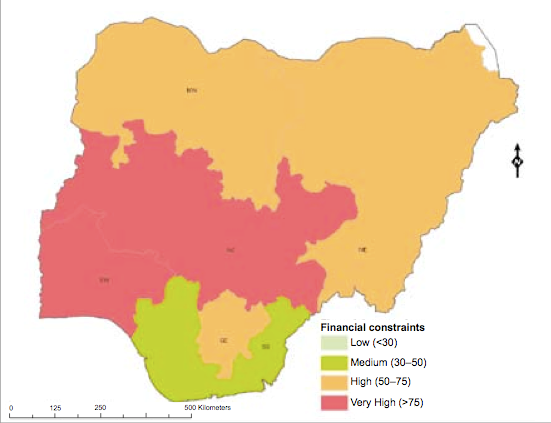 NW
NC
NE
SW
SE
SS
Financial constraints
Low (<30)
Medium (30–50)
High (50–75)
Very High (>75)
0 125 250 500 Kilometers